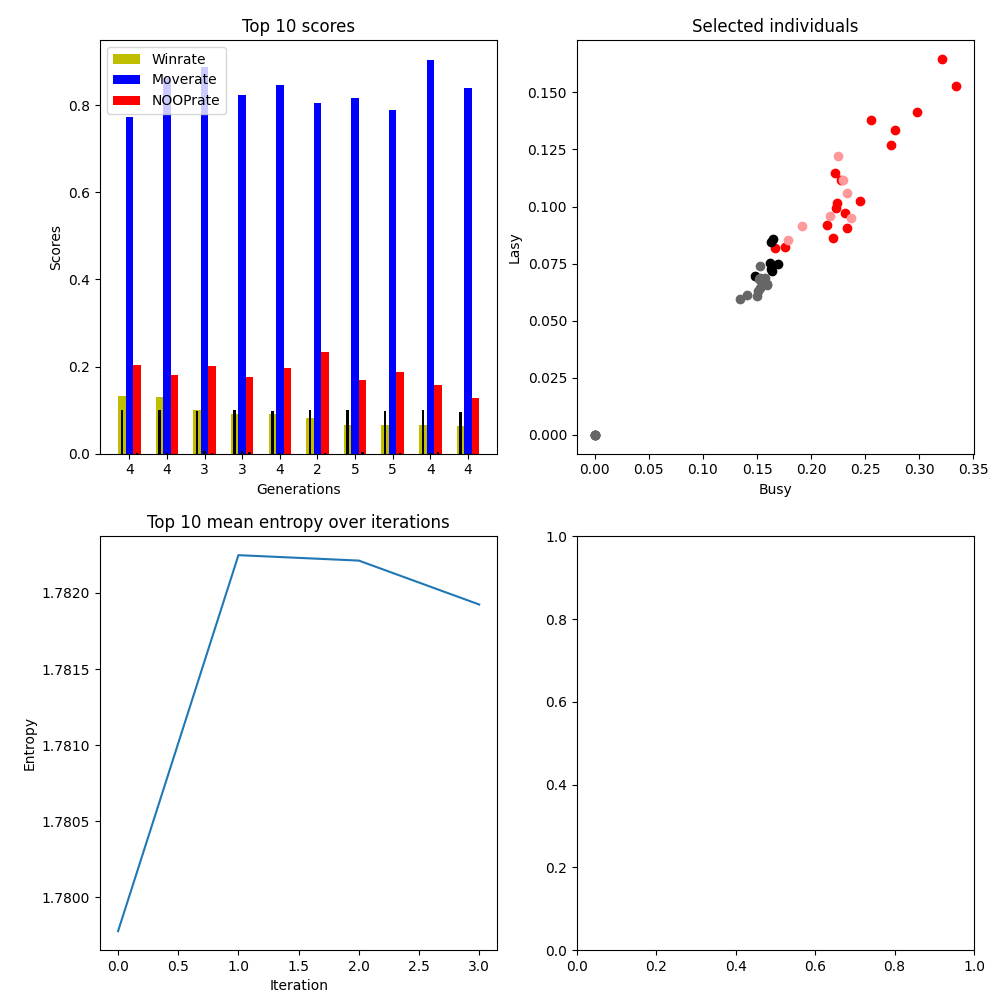 Top 10 scores
Winrate
Moverate
NOOPrate
0.8
0.6
0.4
0.2
0.0
Scores
4 4 3 3 4 2 5 5 4 4
Generations
Selected individuals
0.150
0.125
0.100
0.075
0.050
0.025
0.000
Lasy
0.00 0.05 0.10 0.15 0.20 0.25 0.30 0.35
Busy
Top 10 mean entropy over iterations
1.7820
1.7815
1.7810
1.7805
1.7800
Entropy
0.0 0.5 1.0 1.5 2.0 2.5 3.0
Iteration
1.0
0.8
0.6
0.4
0.2
0.0
0.0 0.2 0.4 0.6 0.8 1.0